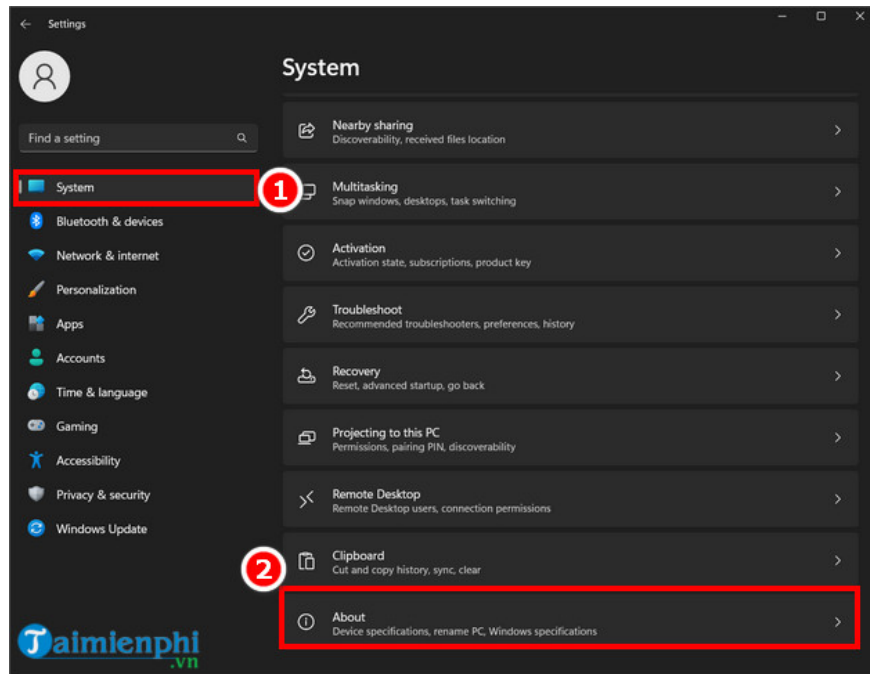 Settings
System
Find a setting
System
Bluetooth & devices
Network & internet
Personalization
Apps
Accounts
Time & language
Gaming
Accessibility
Privacy & security
Windows Update
1
Nearby sharing
Discoverability, received files location
Multitasking
Snap windows, desktops, task switching
Activation
Activation state, subscriptions, product key
Troubleshoot
Recommended troubleshooters, preferences, history
Recovery
Reset, advanced startup, go back
Projecting to this PC
Permissions, pairing PIN, discoverability
Remote Desktop
Remote Desktop users, connection permissions
Clipboard
Cut and copy history, sync, clear
2
About
Device specifications, rename PC, Windows specifications
Taimienphi
.vn